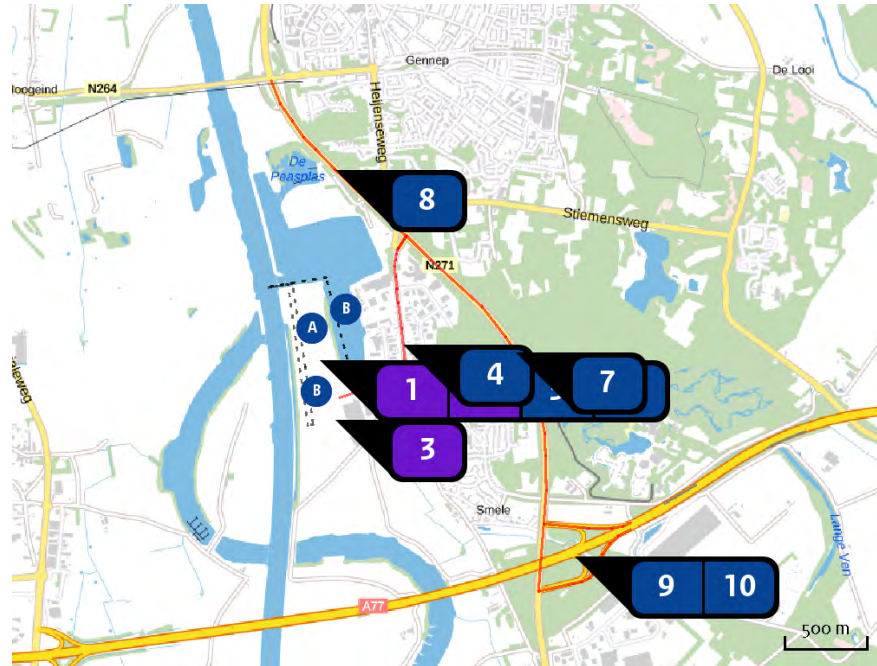 Gennep
De Looi
N264
Heijenseweg
De
Peasplas
8
Stiemensweg
N271
B
A
1
4
7
B
3
Smele
Lange Ven
9
10
A77
500 m